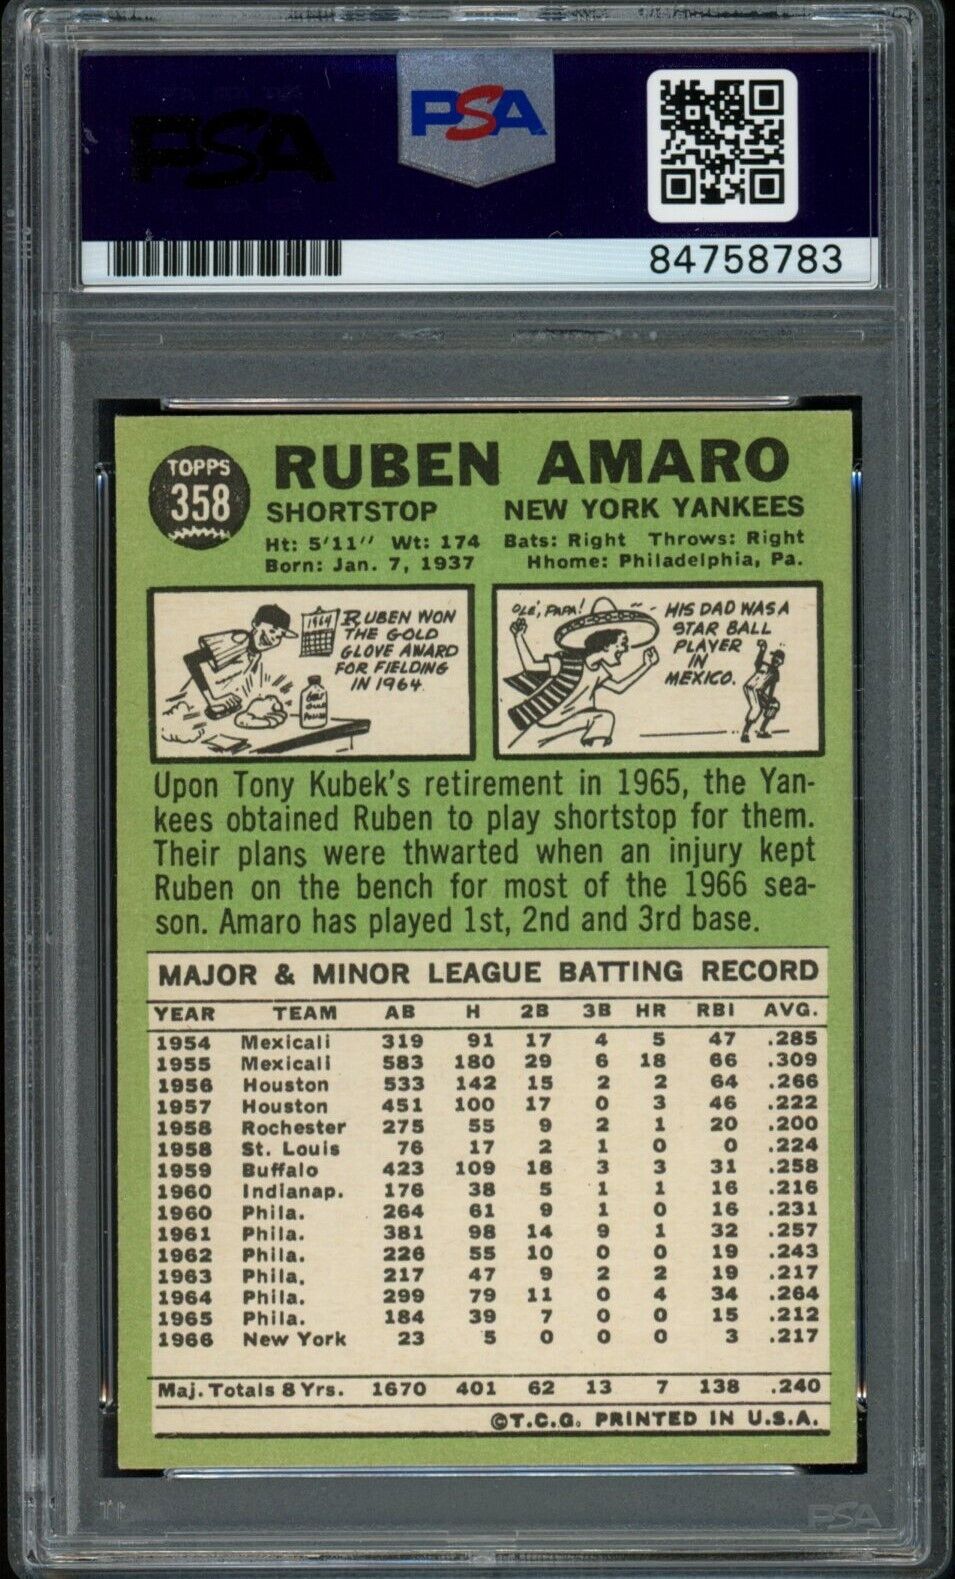 PSA
PSA
84758783
TOPPS
358
RUBEN AMARO
SHORTSTOP NEW YORK YANKEES
Ht: 5'11" Wt: 174 Bats: Right Throws: Right
Born: Jan. 7, 1937 Hhome: Philadelphia, Pa.
1964
RUBEN WON
THE GOLD
GLOVE AWARD
FOR FIELDING
IN 1964.
OLÉ, PAPA!
HIS DAD WAS A
STAR BALL
PLAYER
IN
MEXICO.
Upon Tony Kubek's retirement in 1965, the Yan-
kees obtained Ruben to play shortstop for them.
Their plans were thwarted when an injury kept
Ruben on the bench for most of the 1966 sea-
son. Amaro has played 1st, 2nd and 3rd base.
MAJOR & MINOR LEAGUE BATTING RECORD
YEAR TEAM AB H 2B 3B HR RBI AVG.
1954 Mexicali 319 91 17 4 5 47 .285
1955 Mexicali 583 180 29 6 18 66 .309
1956 Houston 533 142 15 2 2 64 .266
1957 Houston 451 100 17 0 3 46 .222
1958 Rochester 275 55 9 2 1 20 .200
1958 St. Louis 76 17 2 1 0 0 .224
1959 Buffalo 423 109 18 3 3 31 .258
1960 Indianap. 176 38 5 1 1 16 .216
1960 Phila. 264 61 9 1 0 16 .231
1961 Phila. 381 98 14 9 1 32 .257
1962 Phila. 226 55 10 0 0 19 .243
1963 Phila. 217 47 9 2 2 19 .217
1964 Phila. 299 79 11 0 4 34 .264
1965 Phila. 184 39 7 0 0 15 .212
1966 New York 23 5 0 0 0 3 .217
Maj. Totals 8 Yrs. 1670 401 62 13 7 138 .240
©T.C.G. PRINTED IN U.S.A.
PSA